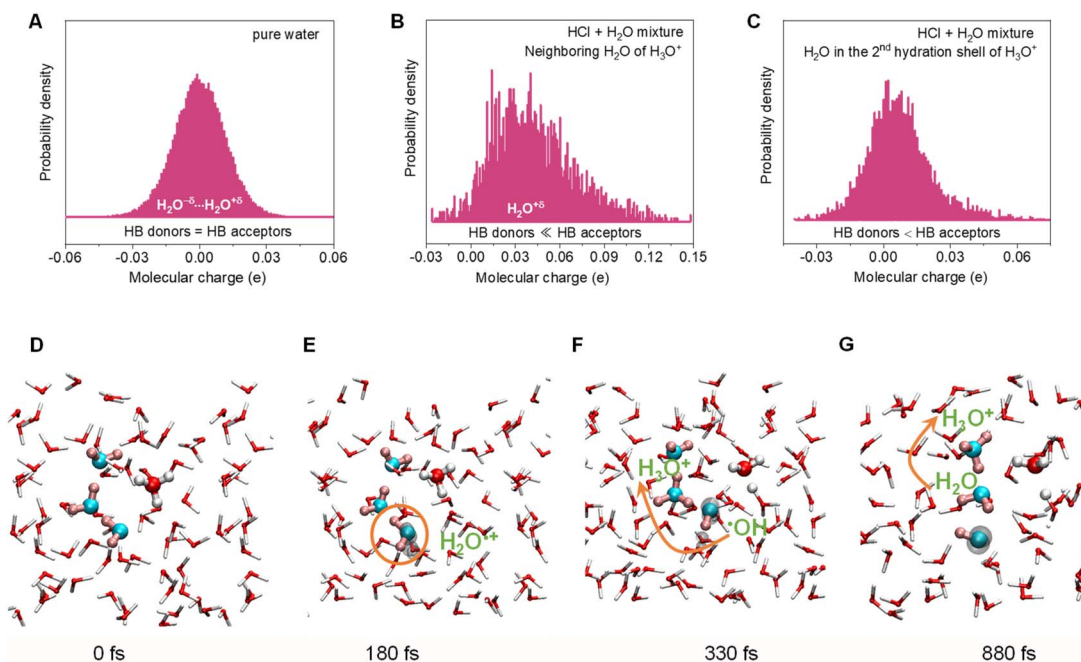 A
pure water
Probability density
H₂O⁻ᵟ...H₂O⁺ᵟ
HB donors = HB acceptors
-0.06 -0.03 0.00 0.03 0.06
Molecular charge (e)
B
HCl + H₂O mixture
Neighboring H₂O of H₃O⁺
Probability density
H₂O⁺ᵟ
HB donors ≪ HB acceptors
-0.03 0.00 0.03 0.06 0.09 0.12 0.15
Molecular charge (e)
C
HCl + H₂O mixture
H₂O in the 2ⁿᵈ hydration shell of H₃O⁺
Probability density
HB donors < HB acceptors
-0.03 0.00 0.03 0.06
Molecular charge (e)
D
0 fs
E
H₂O•⁺
180 fs
F
H₃O⁺
·OH
330 fs
G
H₃O⁺
H₂O
880 fs